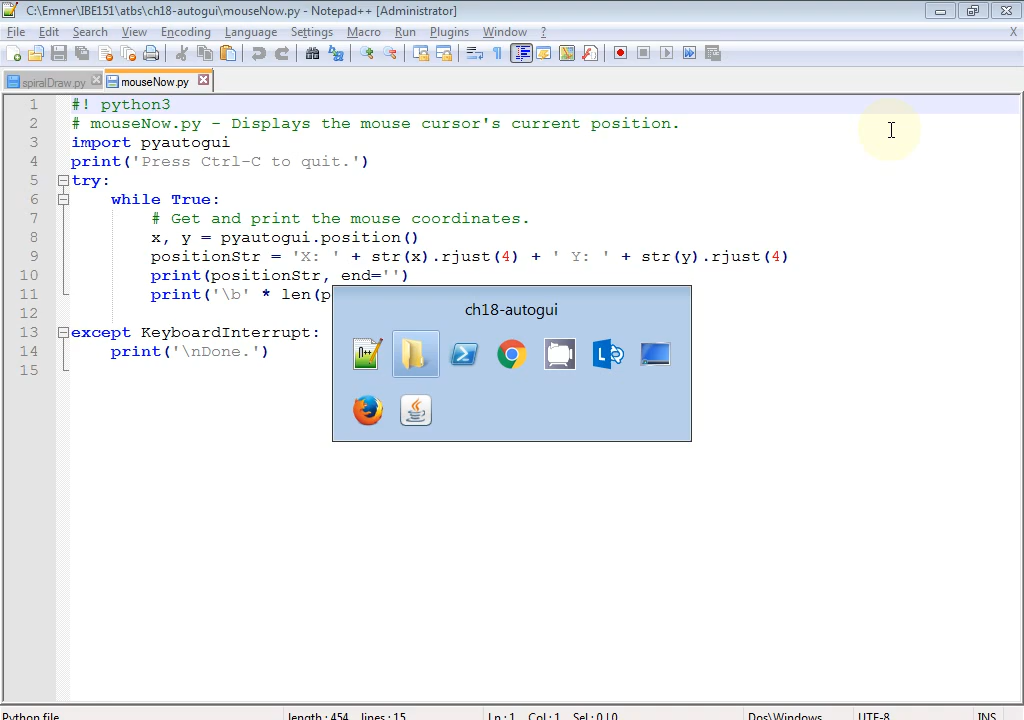 C:\Emner\IBE151\atbs\ch18-autogui\mouseNow.py - Notepad++ [Administrator]
File Edit Search View Encoding Language Settings Macro Run Plugins Window ? X
spiralDraw.py mouseNow.py
1 #! python3
2 # mouseNow.py - Displays the mouse cursor's current position.
3 import pyautogui
4 print('Press Ctrl-C to quit.')
5 try:
6 while True:
7 # Get and print the mouse coordinates.
8 x, y = pyautogui.position()
9 positionStr = 'X: ' + str(x).rjust(4) + ' Y: ' + str(y).rjust(4)
10 print(positionStr, end='')
11 print('\b' * len(p
12
13 except KeyboardInterrupt:
14 print('\nDone.')
15
ch18-autogui
Python file length : 454 lines : 15 Ln : 1 Col : 1 Sel : 0 | 0 Dos\Windows UTF-8 INS